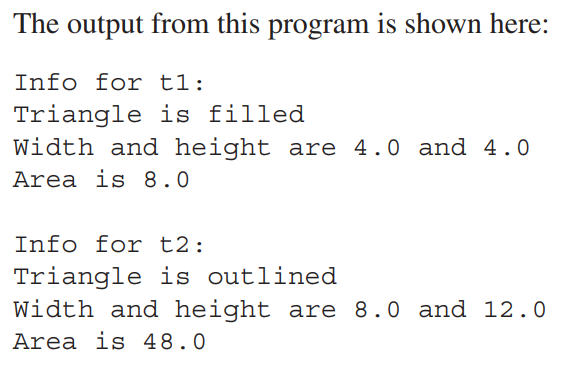 The output from this program is shown here:
Info for t1:
Triangle is filled
Width and height are 4.0 and 4.0
Area is 8.0
Info for t2:
Triangle is outlined
Width and height are 8.0 and 12.0
Area is 48.0